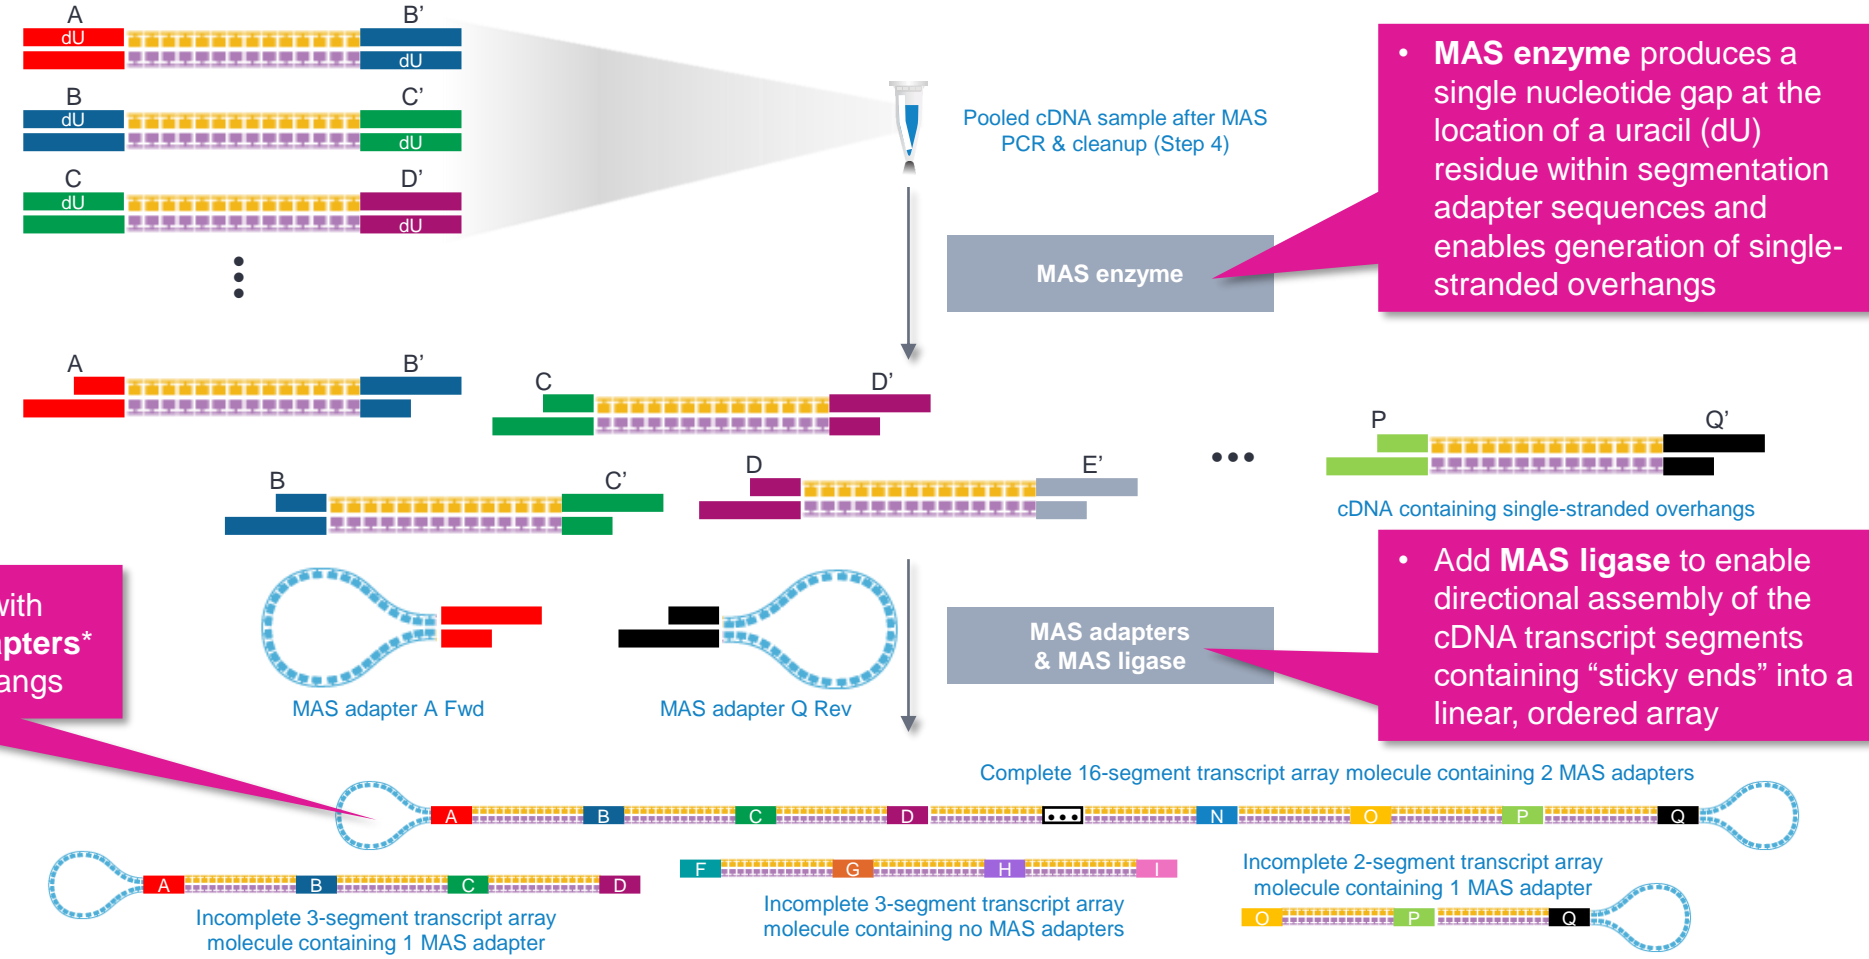 A B’
dU
dU
B C’
dU
dU
C D’
dU
dU
Pooled cDNA sample after MAS
PCR & cleanup (Step 4)
MAS enzyme
• MAS enzyme produces a
single nucleotide gap at the
location of a uracil (dU)
residue within segmentation
adapter sequences and
enables generation of single-
stranded overhangs
A B’
C D’
P Q’
B C’
D E’
cDNA containing single-stranded overhangs
with
apters*
angs
MAS adapter A Fwd
MAS adapter Q Rev
MAS adapters
& MAS ligase
• Add MAS ligase to enable
directional assembly of the
cDNA transcript segments
containing “sticky ends” into a
linear, ordered array
Complete 16-segment transcript array molecule containing 2 MAS adapters
A B C D ... N O P Q
A B C D
Incomplete 3-segment transcript array
molecule containing 1 MAS adapter
F G H I
Incomplete 3-segment transcript array
molecule containing no MAS adapters
Incomplete 2-segment transcript array
molecule containing 1 MAS adapter
O P Q